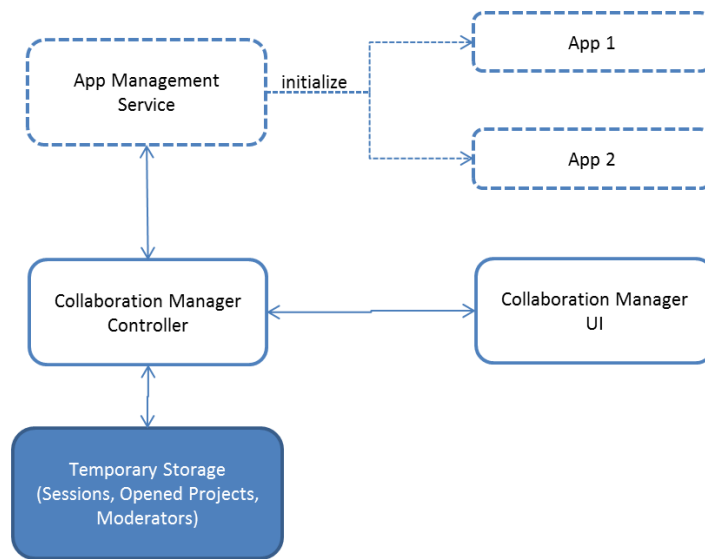 App 1
App Management
Service
initialize
App 2
Collaboration Manager
Controller
Collaboration Manager
UI
Temporary Storage
(Sessions, Opened Projects,
Moderators)